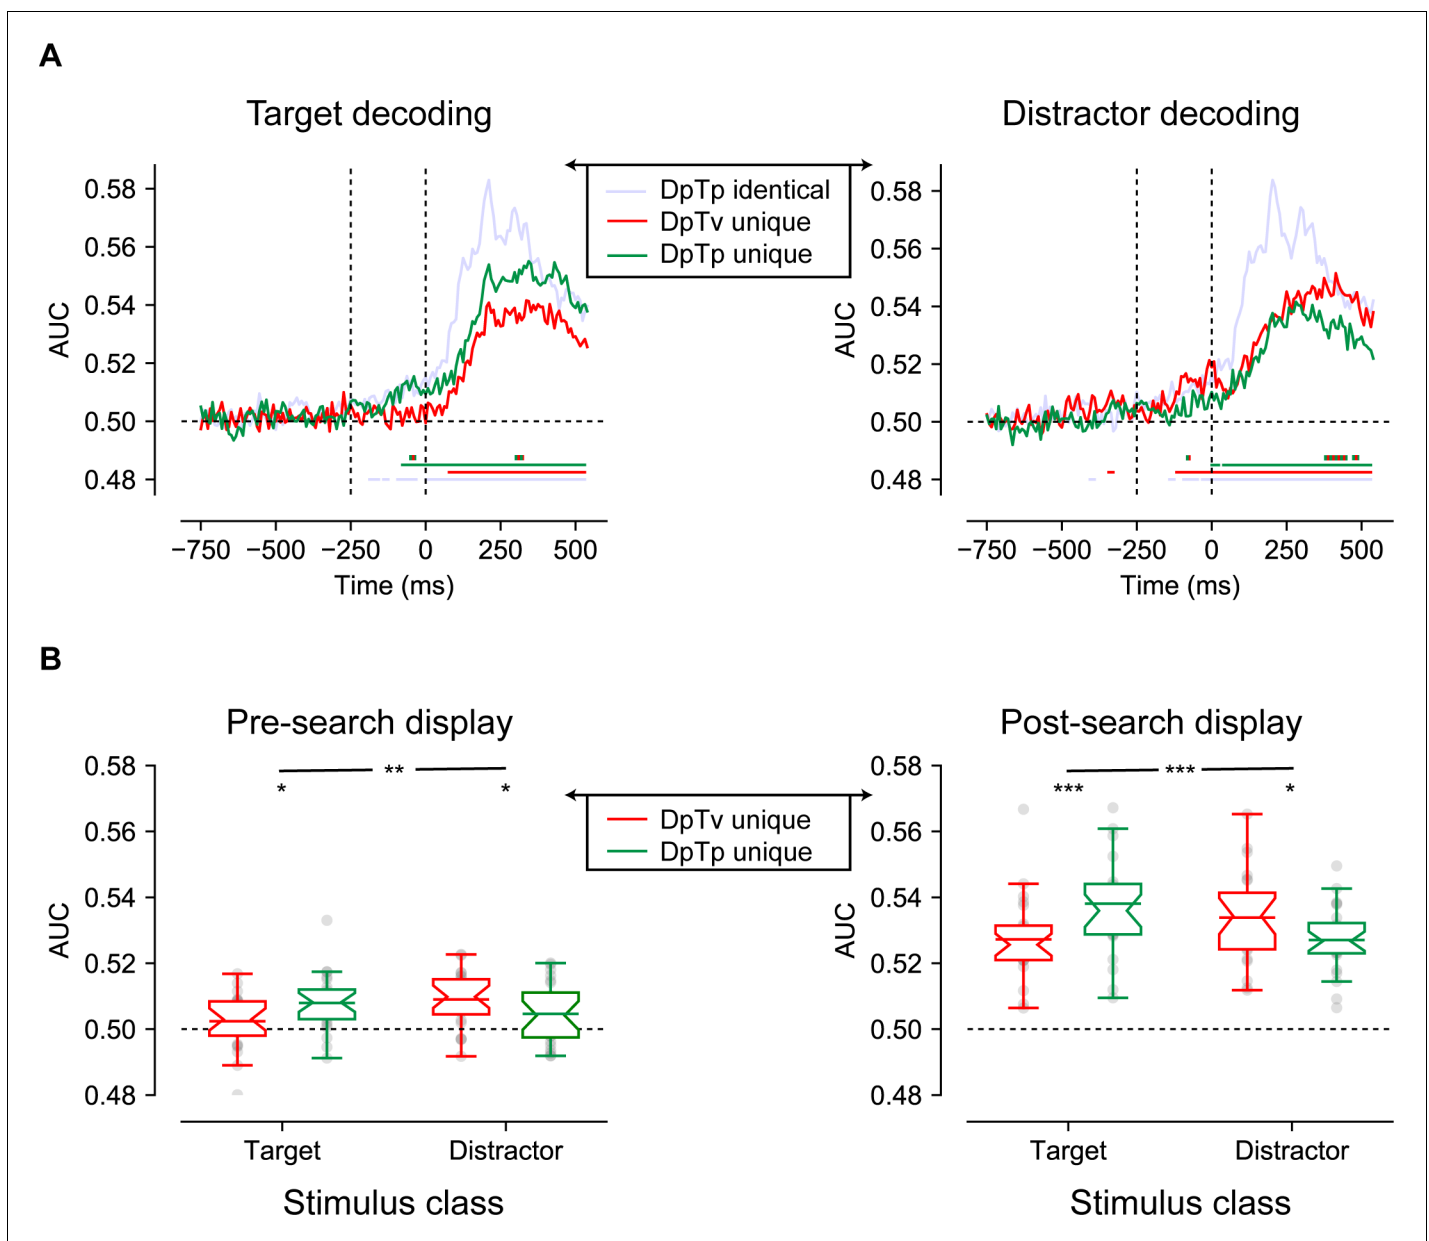 A
Target decoding
Distractor decoding
DpTp identical
DpTv unique
DpTp unique
0.58
0.56
0.54
0.52
0.50
0.48
AUC
−750 −500 −250 0 250 500
Time (ms)
0.58
0.56
0.54
0.52
0.50
0.48
AUC
−750 −500 −250 0 250 500
Time (ms)
B
Pre-search display
Post-search display
DpTv unique
DpTp unique
**
* *
0.58
0.56
0.54
0.52
0.50
0.48
AUC
Target Distractor
Stimulus class
***
*** *
0.58
0.56
0.54
0.52
0.50
0.48
AUC
Target Distractor
Stimulus class